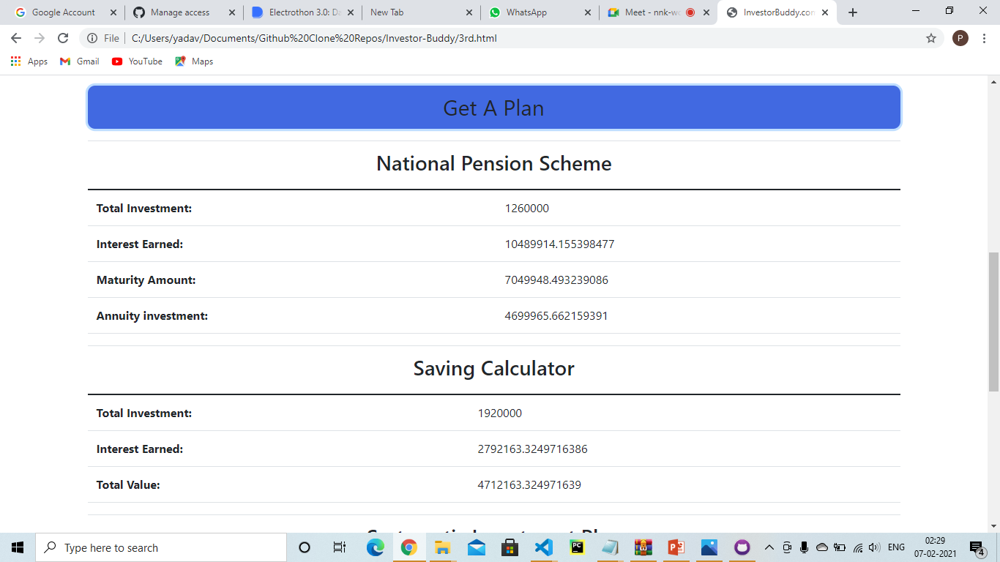 Google Account
Manage access
Electrothon 3.0: Da
New Tab
WhatsApp
Meet - nnk-wc
InvestorBuddy.com
File C:/Users/yadav/Documents/Github%20Clone%20Repos/Investor-Buddy/3rd.html
P
Apps Gmail YouTube Maps
Get A Plan
National Pension Scheme
Total Investment: 1260000
Interest Earned: 10489914.155398477
Maturity Amount: 7049948.493239086
Annuity investment: 4699965.662159391
Saving Calculator
Total Investment: 1920000
Interest Earned: 2792163.3249716386
Total Value: 4712163.324971639
Type here to search
PC
ENG
02:29
07-02-2021
4